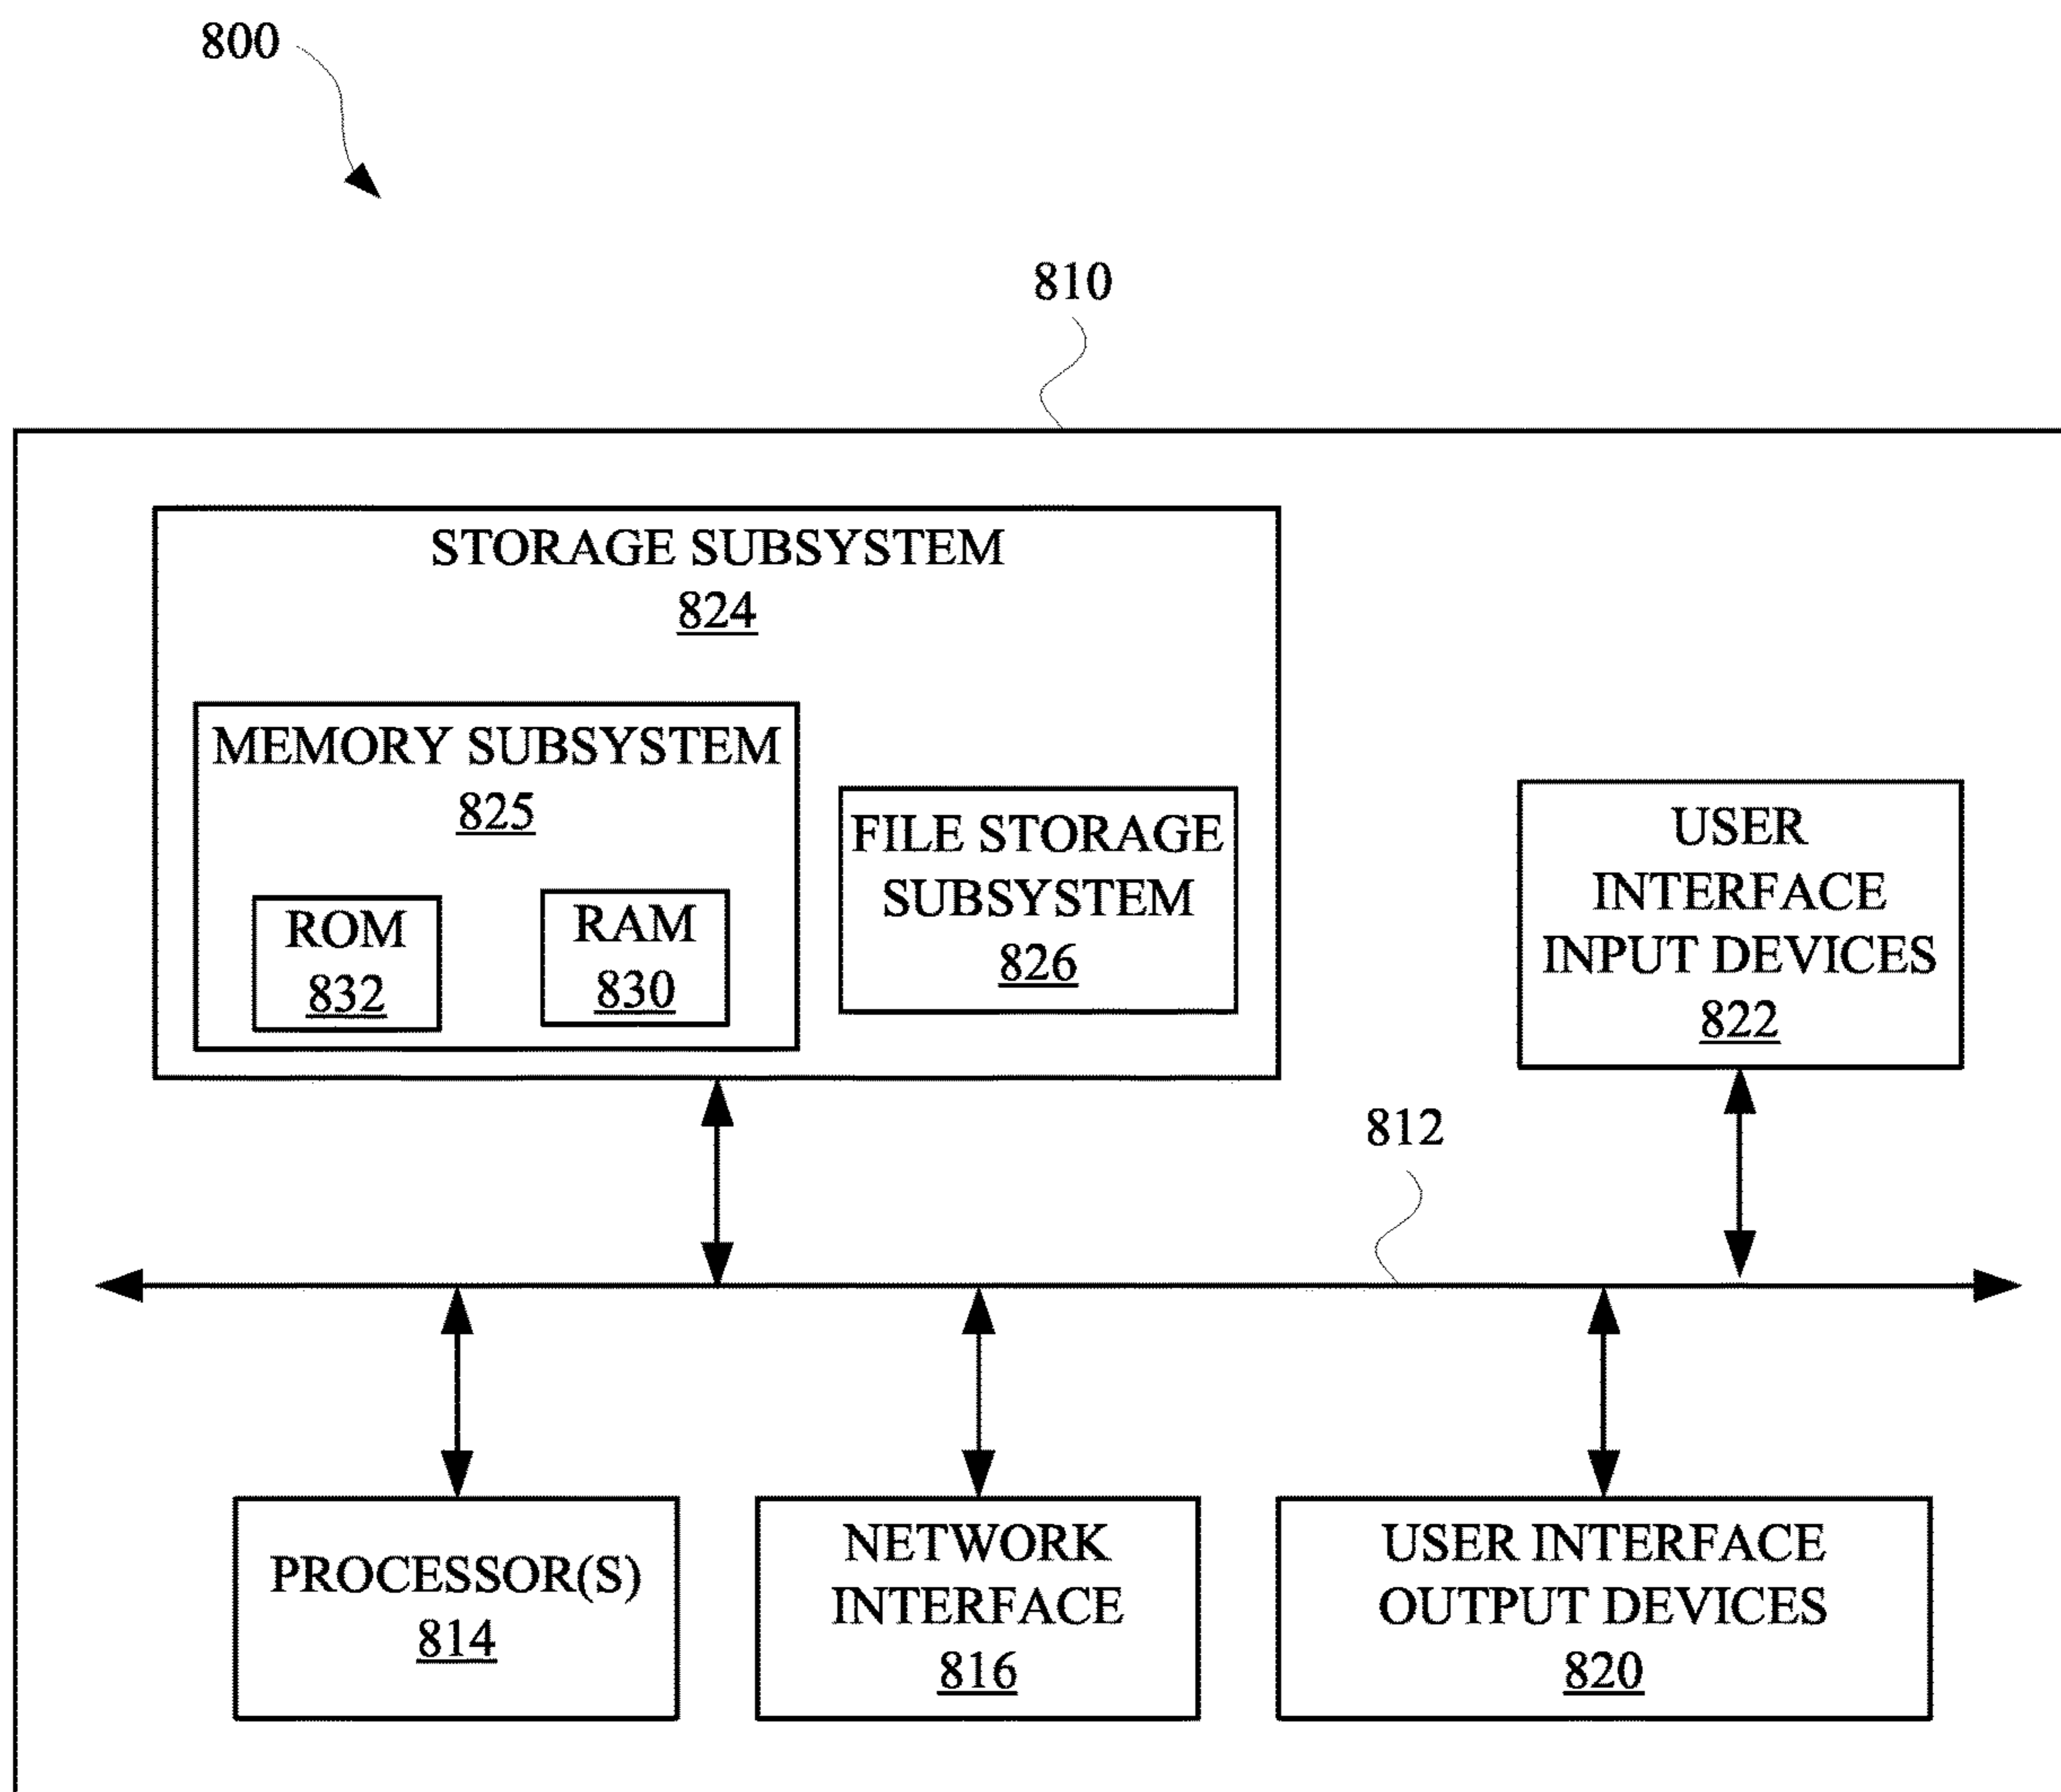 800
810
STORAGE SUBSYSTEM
824
MEMORY SUBSYSTEM
825
ROM
832
RAM
830
FILE STORAGE
SUBSYSTEM
826
USER
INTERFACE
INPUT DEVICES
822
812
PROCESSOR(S)
814
NETWORK
INTERFACE
816
USER INTERFACE
OUTPUT DEVICES
820